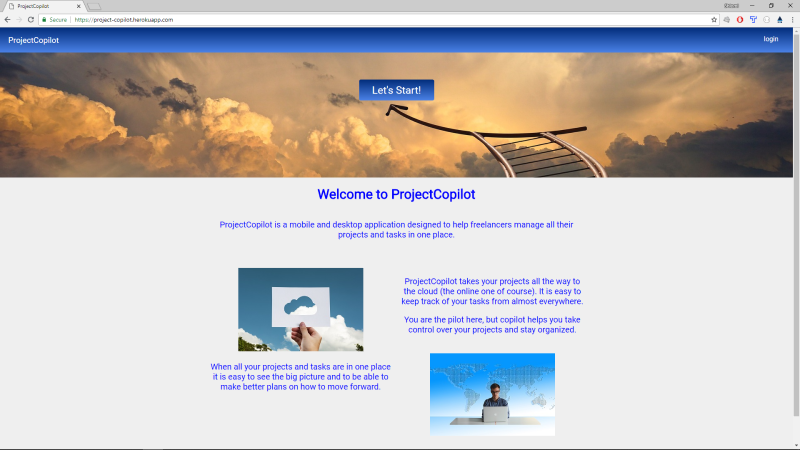 ProjectCopilot
Secure
https://project-copilot.herokuapp.com
ProjectCopilot
login
Let's Start!
Welcome to ProjectCopilot
ProjectCopilot is a mobile and desktop application designed to help freelancers manage all their
projects and tasks in one place.
ProjectCopilot takes your projects all the way to
the cloud (the online one of course). It is easy to
keep track of your tasks from almost everywhere.
You are the pilot here, but copilot helps you take
control over your projects and stay organized.
When all your projects and tasks are in one place
it is easy to see the big picture and to be able to
make better plans on how to move forward.